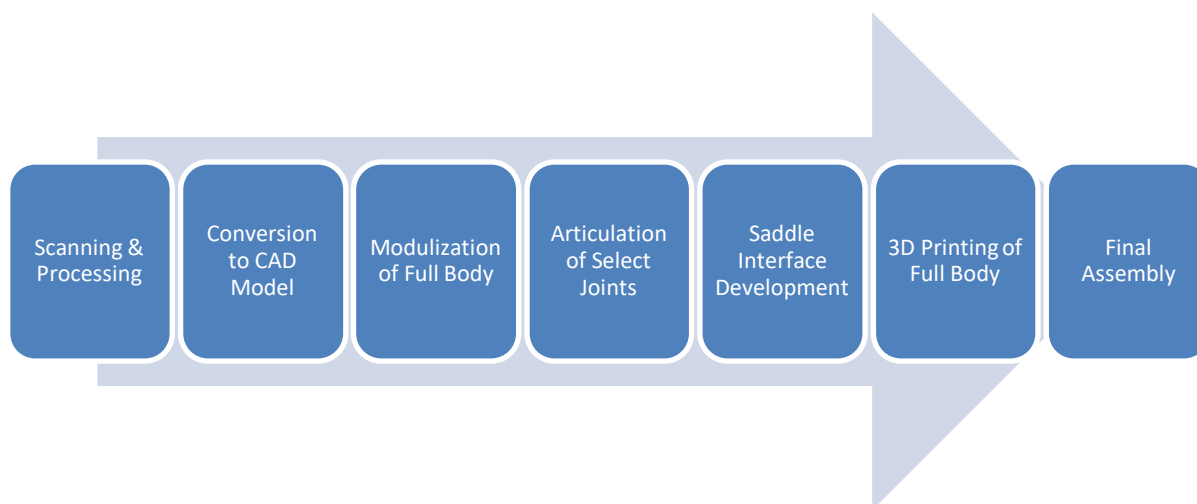 Scanning &
Processing
Conversion
to CAD
Model
Modulization
of Full Body
Articulation
of Select
Joints
Saddle
Interface
Development
3D Printing of
Full Body
Final
Assembly